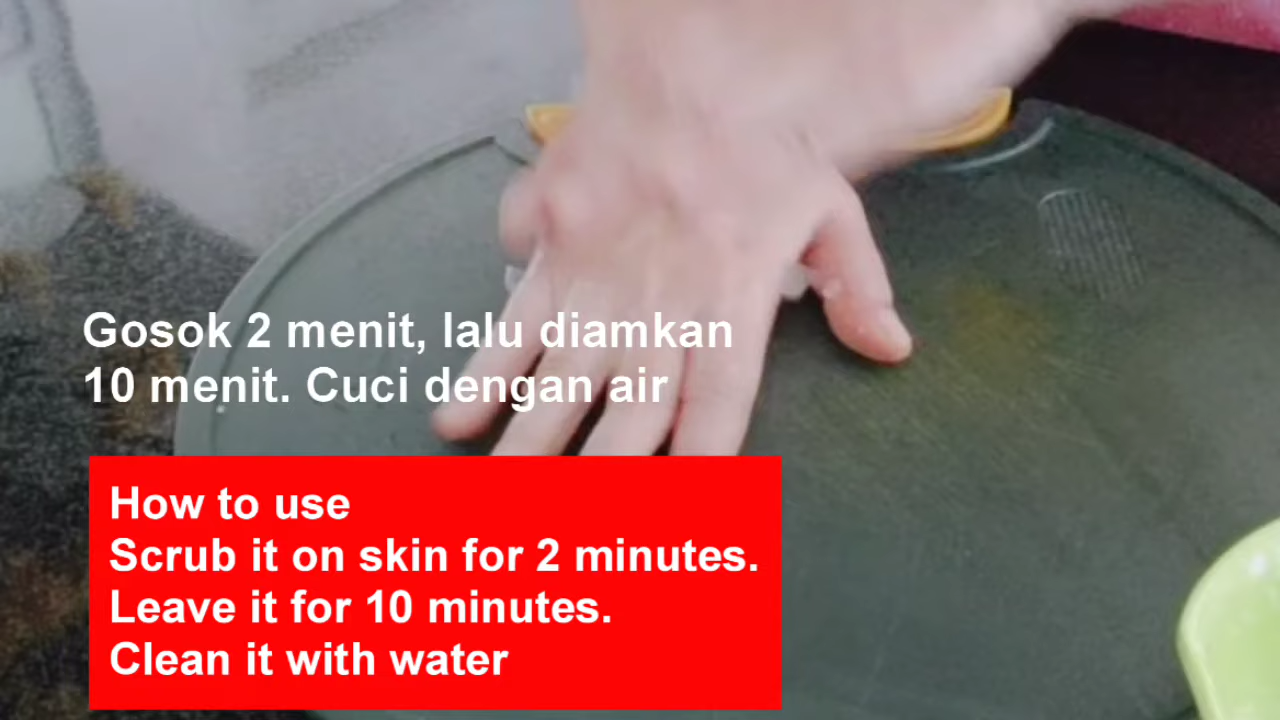 Gosok 2 menit, lalu diamkan
10 menit. Cuci dengan air
How to use
Scrub it on skin for 2 minutes.
Leave it for 10 minutes.
Clean it with water